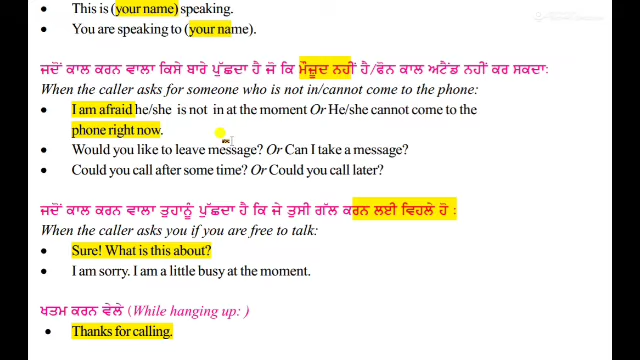 • This is (your name) speaking.
• You are speaking to (your name).
ਜਦੋਂ ਕਾਲ ਕਰਨ ਵਾਲਾ ਕਿਸੇ ਬਾਰੇ ਪੁੱਛਦਾ ਹੈ ਜੋ ਕਿ ਮੌਜ਼ੂਦ ਨਹੀਂ ਹੈ/ਫੋਨ ਕਾਲ ਅਟੈਂਡ ਨਹੀਂ ਕਰ ਸਕਦਾ:
When the caller asks for someone who is not in/cannot come to the phone:
• I am afraid he/she is not in at the moment Or He/she cannot come to the
phone right now.
• Would you like to leave message? Or Can I take a message?
• Could you call after some time? Or Could you call later?
ਜਦੋਂ ਕਾਲ ਕਰਨ ਵਾਲਾ ਤੁਹਾਨੂੰ ਪੁੱਛਦਾ ਹੈ ਕਿ ਜੇ ਤੁਸੀ ਗੱਲ ਕਰਨ ਲਈ ਵਿਹਲੇ ਹੋ :
When the caller asks you if you are free to talk:
• Sure! What is this about?
• I am sorry. I am a little busy at the moment.
ਖਤਮ ਕਰਨ ਵੇਲੇ (While hanging up: )
• Thanks for calling.